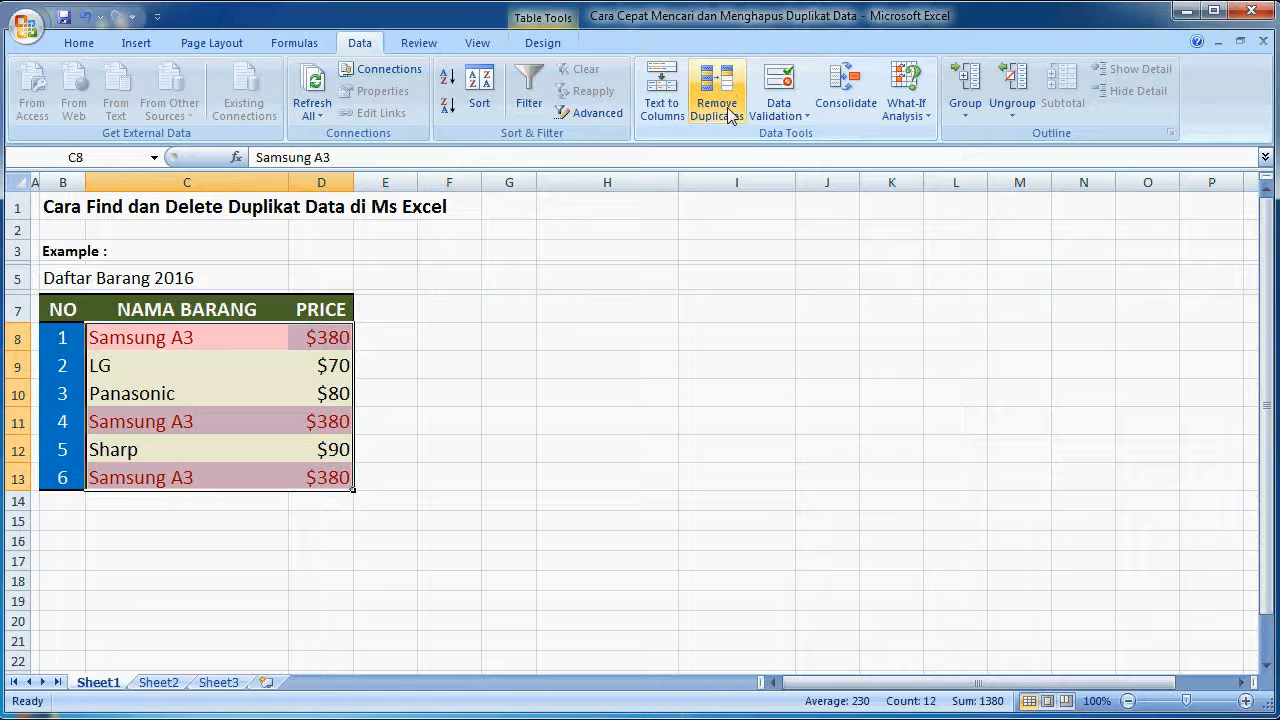 Table Tools
Cara Cepat Mencari dan Menghapus Duplikat Data - Microsoft Excel
Home Insert Page Layout Formulas Data Review View Design
From Access
From Web
From Text
From Other Sources
Existing Connections
Get External Data
Refresh All
Connections
Properties
Edit Links
Connections
Sort
Filter
Clear
Reapply
Advanced
Sort & Filter
Text to Columns
Remove Duplicates
Data Validation
Consolidate
What-If Analysis
Data Tools
Group
Ungroup
Subtotal
Show Detail
Hide Detail
Outline
C8 fx Samsung A3
A B C D E F G H I J K L M N O P
1 Cara Find dan Delete Duplikat Data di Ms Excel
2
3 Example :
5 Daftar Barang 2016
7 NO NAMA BARANG PRICE
8 1 Samsung A3 $380
9 2 LG $70
10 3 Panasonic $80
11 4 Samsung A3 $380
12 5 Sharp $90
13 6 Samsung A3 $380
14
15
16
17
18
19
20
21
22
Sheet1 Sheet2 Sheet3
Ready Average: 230 Count: 12 Sum: 1380 100%